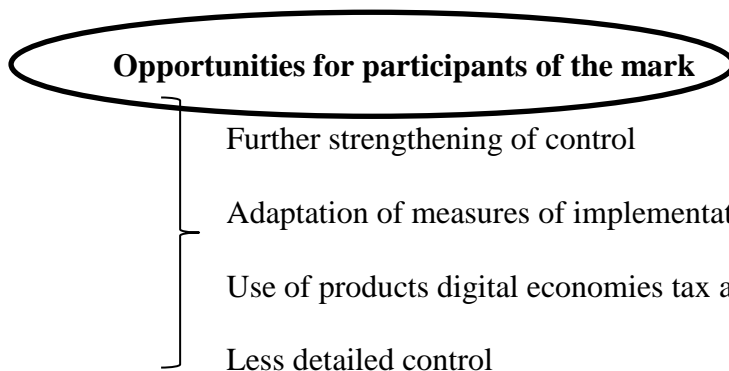 Opportunities for participants of the mark
Further strengthening of control
Adaptation of measures of implementat
Use of products digital economies tax a
Less detailed control